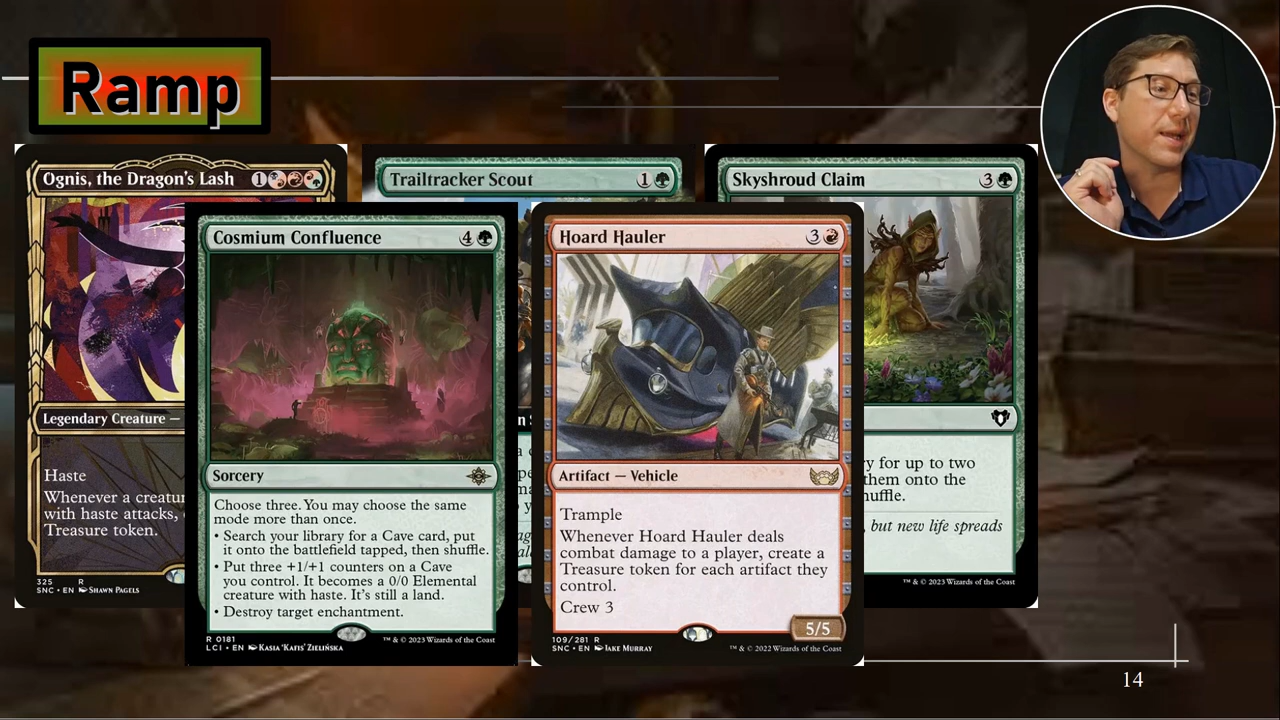 Ramp
Ognis, the Dragon's Lash 1
Trailtracker Scout 1
Skyshroud Claim 3
Cosmium Confluence 4
Hoard Hauler 3
Legendary Creature —
Haste
Whenever a creatu
with haste attacks,
Treasure token.
325 R
SNC • EN SHAWN PAGELS
Sorcery
Choose three. You may choose the same
mode more than once.
• Search your library for a Cave card, put
it onto the battlefield tapped, then shuffle.
• Put three +1/+1 counters on a Cave
you control. It becomes a 0/0 Elemental
creature with haste. It's still a land.
• Destroy target enchantment.
R 0181
LCI • EN KASIA 'KAFIS' ZIELIŃSKA
™ & © 2023 Wizards of the Coast
Artifact — Vehicle
Trample
Whenever Hoard Hauler deals
combat damage to a player, create a
Treasure token for each artifact they
control.
Crew 3
5/5
109/281 R
SNC • EN JAKE MURRAY
™ & © 2022 Wizards of the Coast
y for up to two
them onto the
huffle.
, but new life spreads
™ & © 2023 Wizards of the Coast
14